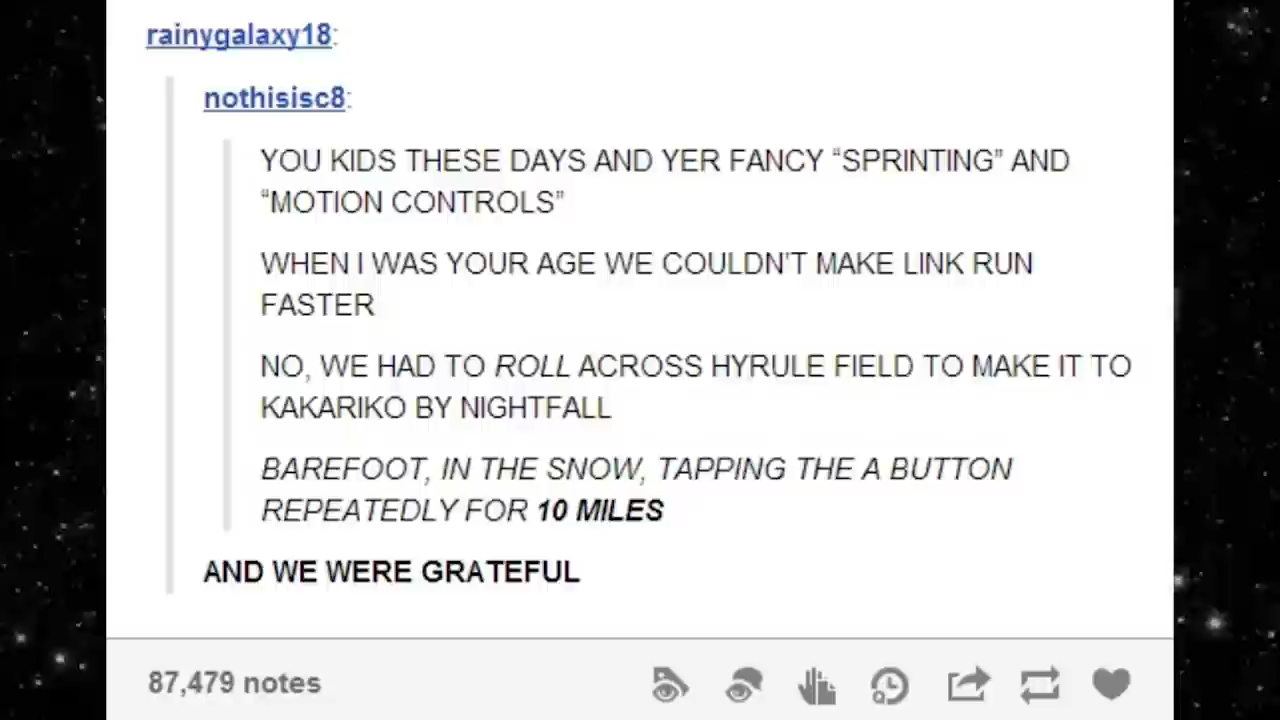 rainygalaxy18:
nothisisc8:
YOU KIDS THESE DAYS AND YER FANCY “SPRINTING” AND
“MOTION CONTROLS”
WHEN I WAS YOUR AGE WE COULDN'T MAKE LINK RUN
FASTER
NO, WE HAD TO ROLL ACROSS HYRULE FIELD TO MAKE IT TO
KAKARIKO BY NIGHTFALL
BAREFOOT, IN THE SNOW, TAPPING THE A BUTTON
REPEATEDLY FOR 10 MILES
AND WE WERE GRATEFUL
87,479 notes